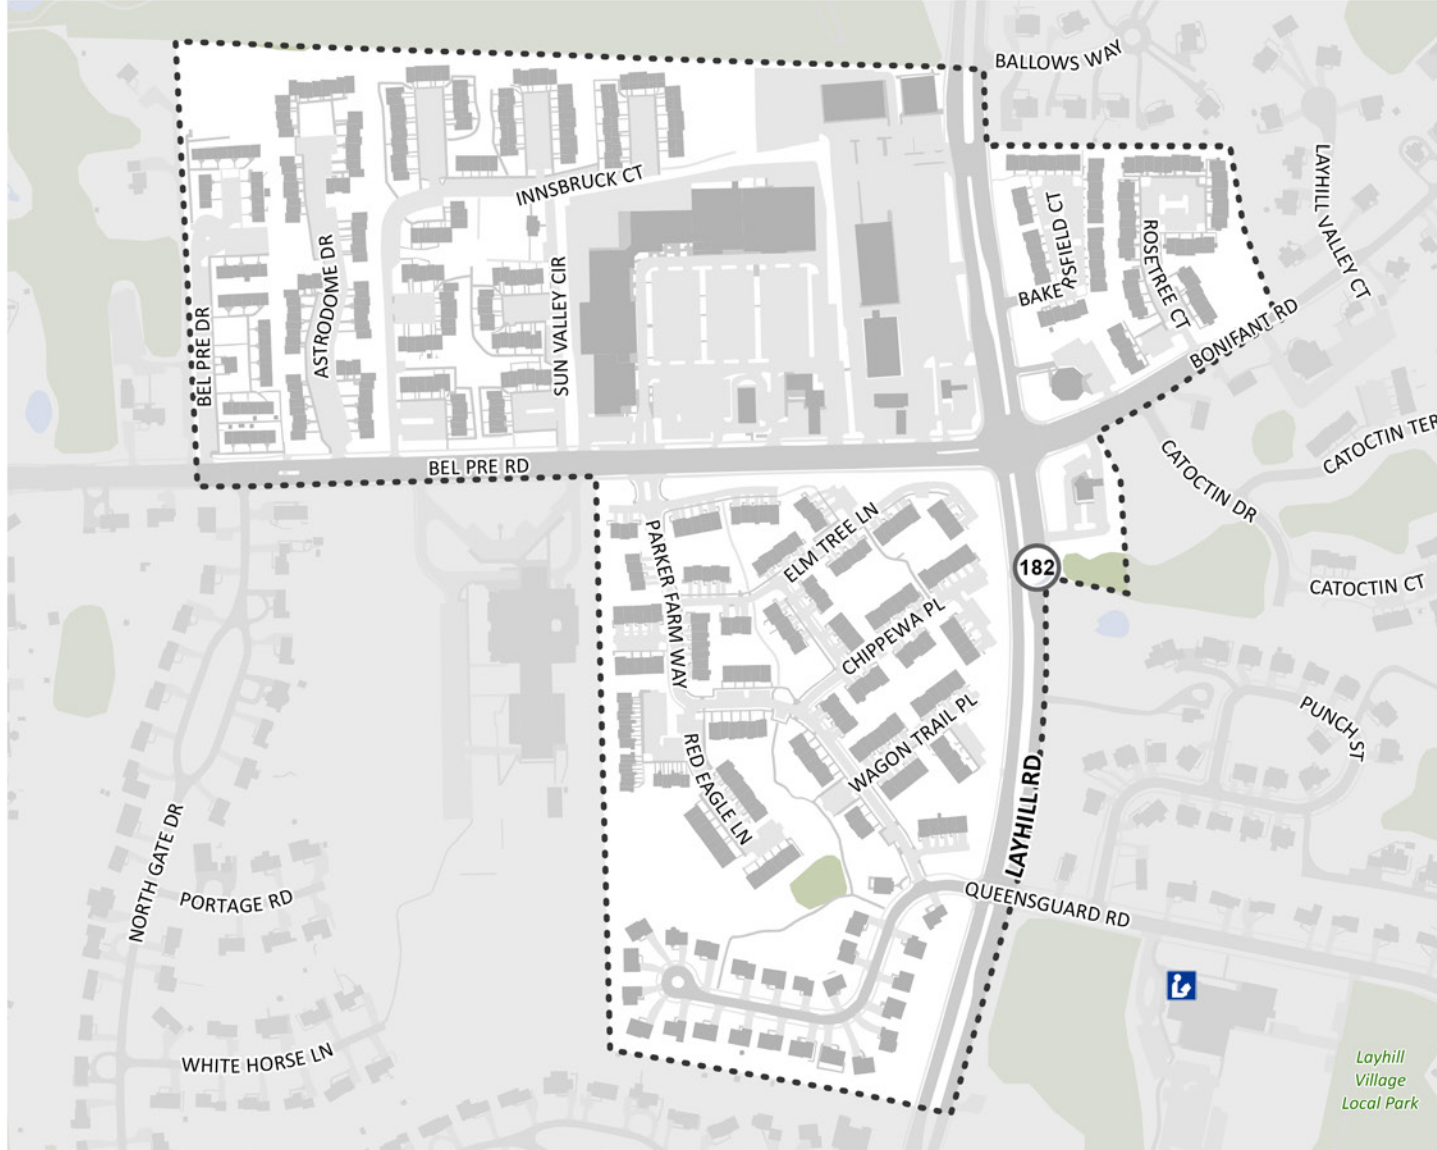 BALLOWS WAY
LAYHILL VALLEY CT
INNSBRUCK CT
BAKERSFIELD CT
ROSETREE CT
ASTRODOME DR
SUN VALLEY CIR
BEL PRE DR
BONIFANT RD
BEL PRE RD
CATOCTIN TER
CATOCTIN DR
ELM TREE LN
PARKER FARM WAY
182
CATOCTIN CT
CHIPPEWA PL
WAGON TRAIL PL
PUNCH ST
RED EAGLE LN
LAYHILL RD
NORTH GATE DR
PORTAGE RD
QUEENSGUARD RD
WHITE HORSE LN
Layhill
Village
Local Park